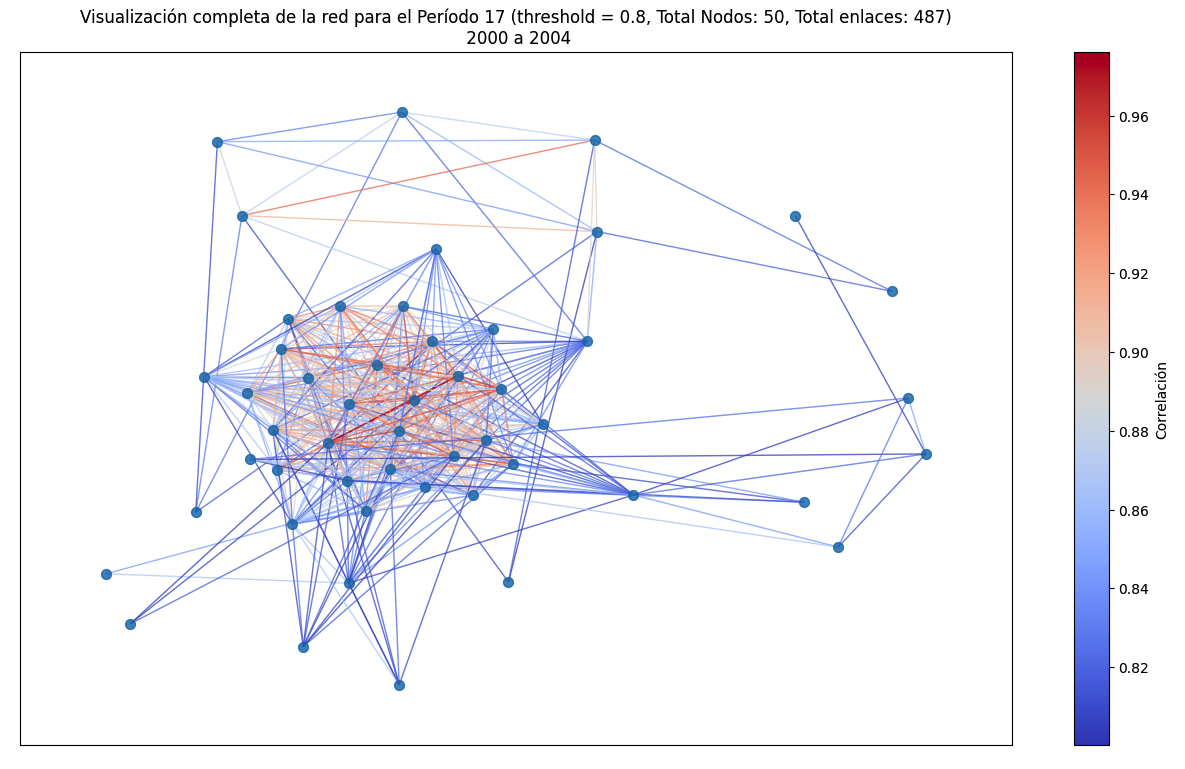 Visualización completa de la red para el Período 17 (threshold = 0.8, Total Nodos: 50, Total enlaces: 487)
2000 a 2004
0.96
0.94
0.92
0.90
0.88
0.86
0.84
0.82
Correlación